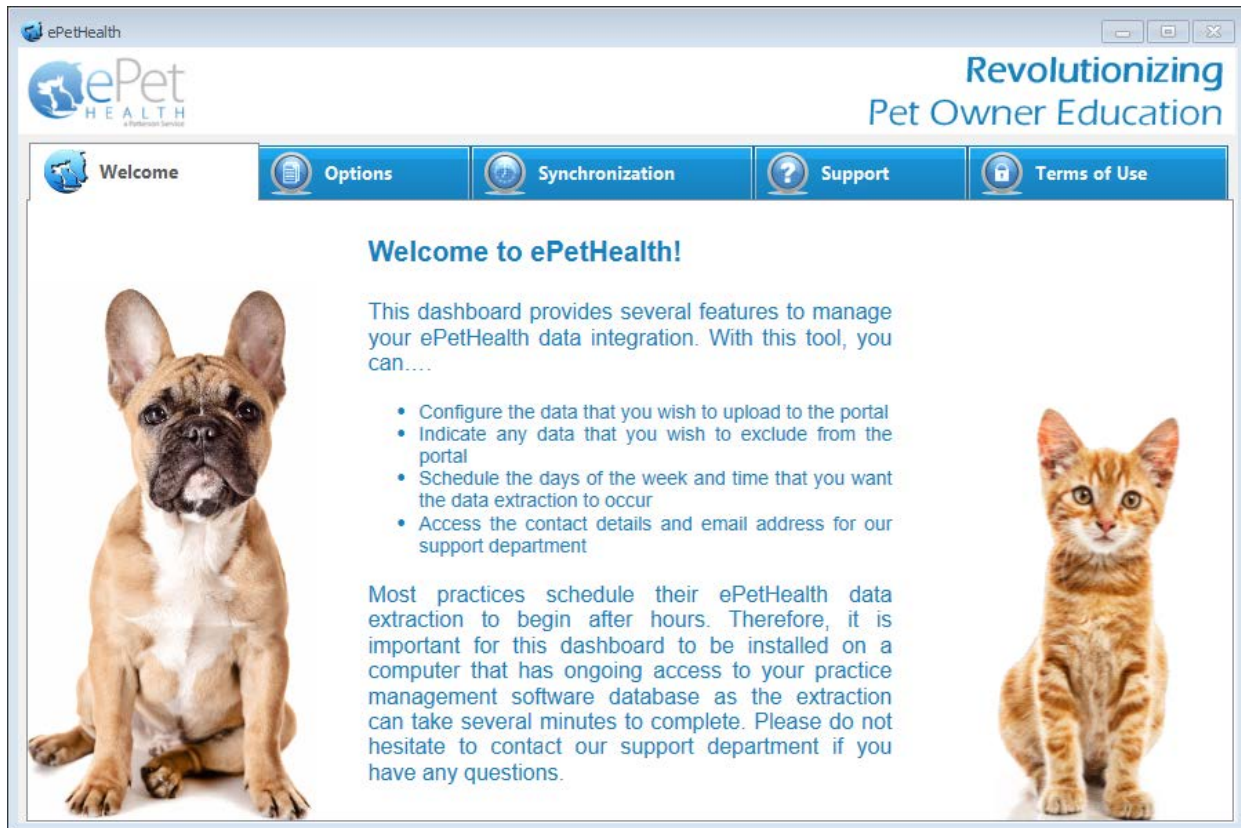 ePetHealth
ePet
HEALTH
a Patterson Service
Revolutionizing
Pet Owner Education
Welcome
Options
Synchronization
Support
Terms of Use
Welcome to ePetHealth!
This dashboard provides several features to manage
your ePetHealth data integration. With this tool, you
can….
• Configure the data that you wish to upload to the portal
• Indicate any data that you wish to exclude from the
portal
• Schedule the days of the week and time that you want
the data extraction to occur
• Access the contact details and email address for our
support department
Most practices schedule their ePetHealth data
extraction to begin after hours. Therefore, it is
important for this dashboard to be installed on a
computer that has ongoing access to your practice
management software database as the extraction
can take several minutes to complete. Please do not
hesitate to contact our support department if you
have any questions.